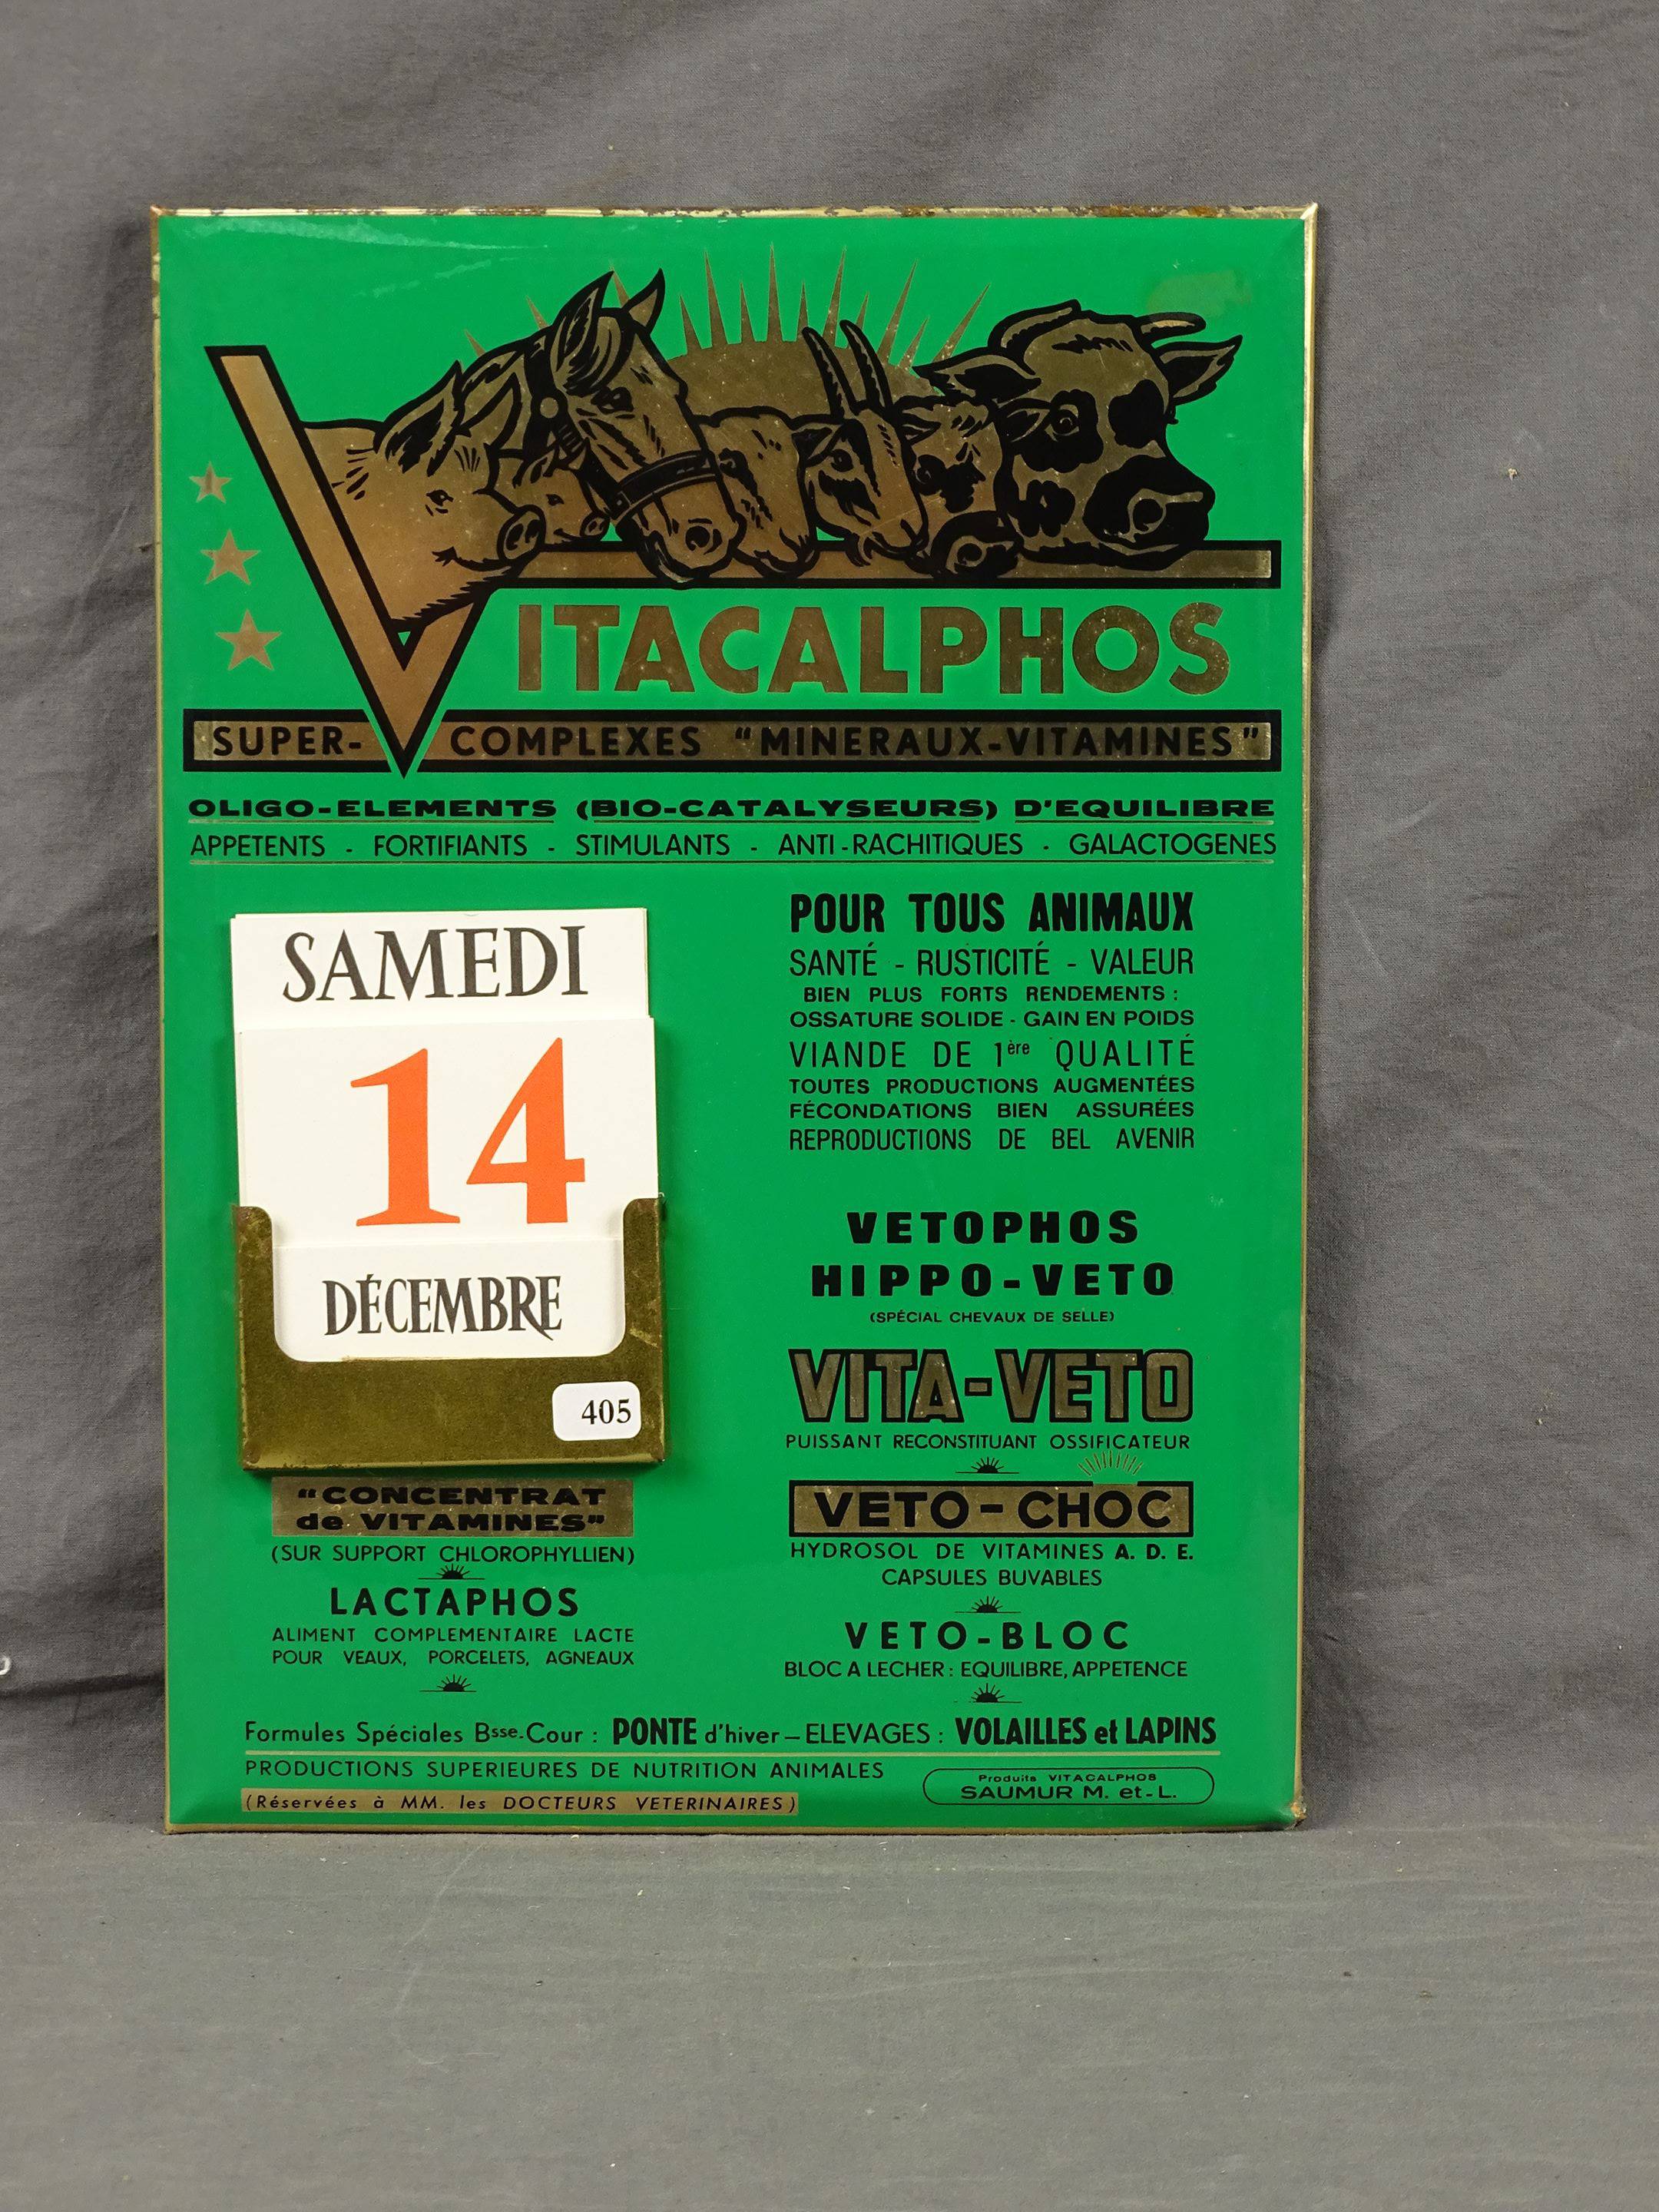 VITACALPHOS
SUPER-COMPLEXES "MINERAUX-VITAMINES"
OLIGO-ELEMENTS (BIO-CATALYSEURS) D'EQUILIBRE
APPETENTS - FORTIFIANTS - STIMULANTS - ANTI-RACHITIQUES - GALACTOGENES
SAMEDI
14
DÉCEMBRE
405
"CONCENTRAT
de VITAMINES"
(SUR SUPPORT CHLOROPHYLLIEN)
LACTAPHOS
ALIMENT COMPLEMENTAIRE LACTE
POUR VEAUX, PORCELETS, AGNEAUX
POUR TOUS ANIMAUX
SANTÉ - RUSTICITÉ - VALEUR
BIEN PLUS FORTS RENDEMENTS :
OSSATURE SOLIDE - GAIN EN POIDS
VIANDE DE 1ère QUALITÉ
TOUTES PRODUCTIONS AUGMENTÉES
FÉCONDATIONS BIEN ASSURÉES
REPRODUCTIONS DE BEL AVENIR
VETOPHOS
HIPPO-VETO
(SPÉCIAL CHEVAUX DE SELLE)
VITA-VETO
PUISSANT RECONSTITUANT OSSIFICATEUR
VETO-CHOC
HYDROSOL DE VITAMINES A. D. E.
CAPSULES BUVABLES
VETO-BLOC
BLOC A LECHER : EQUILIBRE, APPETENCE
Formules Spéciales Bsse-Cour : PONTE d'hiver – ELEVAGES : VOLAILLES et LAPINS
PRODUCTIONS SUPERIEURES DE NUTRITION ANIMALES
(Réservées à MM. les DOCTEURS VETERINAIRES)
Produits VITACALPHOS
SAUMUR M. et-L.